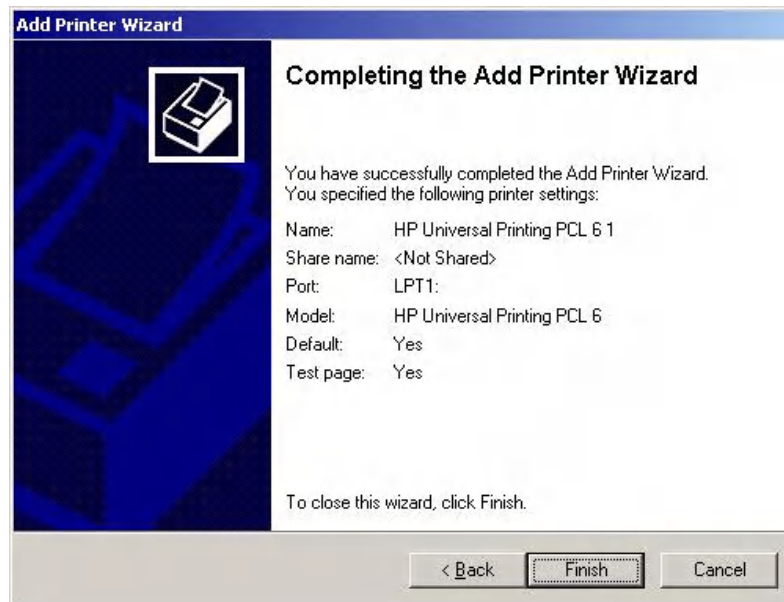 Add Printer Wizard
Completing the Add Printer Wizard
You have successfully completed the Add Printer Wizard.
You specified the following printer settings:
Name: HP Universal Printing PCL 6 1
Share name: <Not Shared>
Port: LPT1:
Model: HP Universal Printing PCL 6
Default: Yes
Test page: Yes
To close this wizard, click Finish.
< Back Finish Cancel